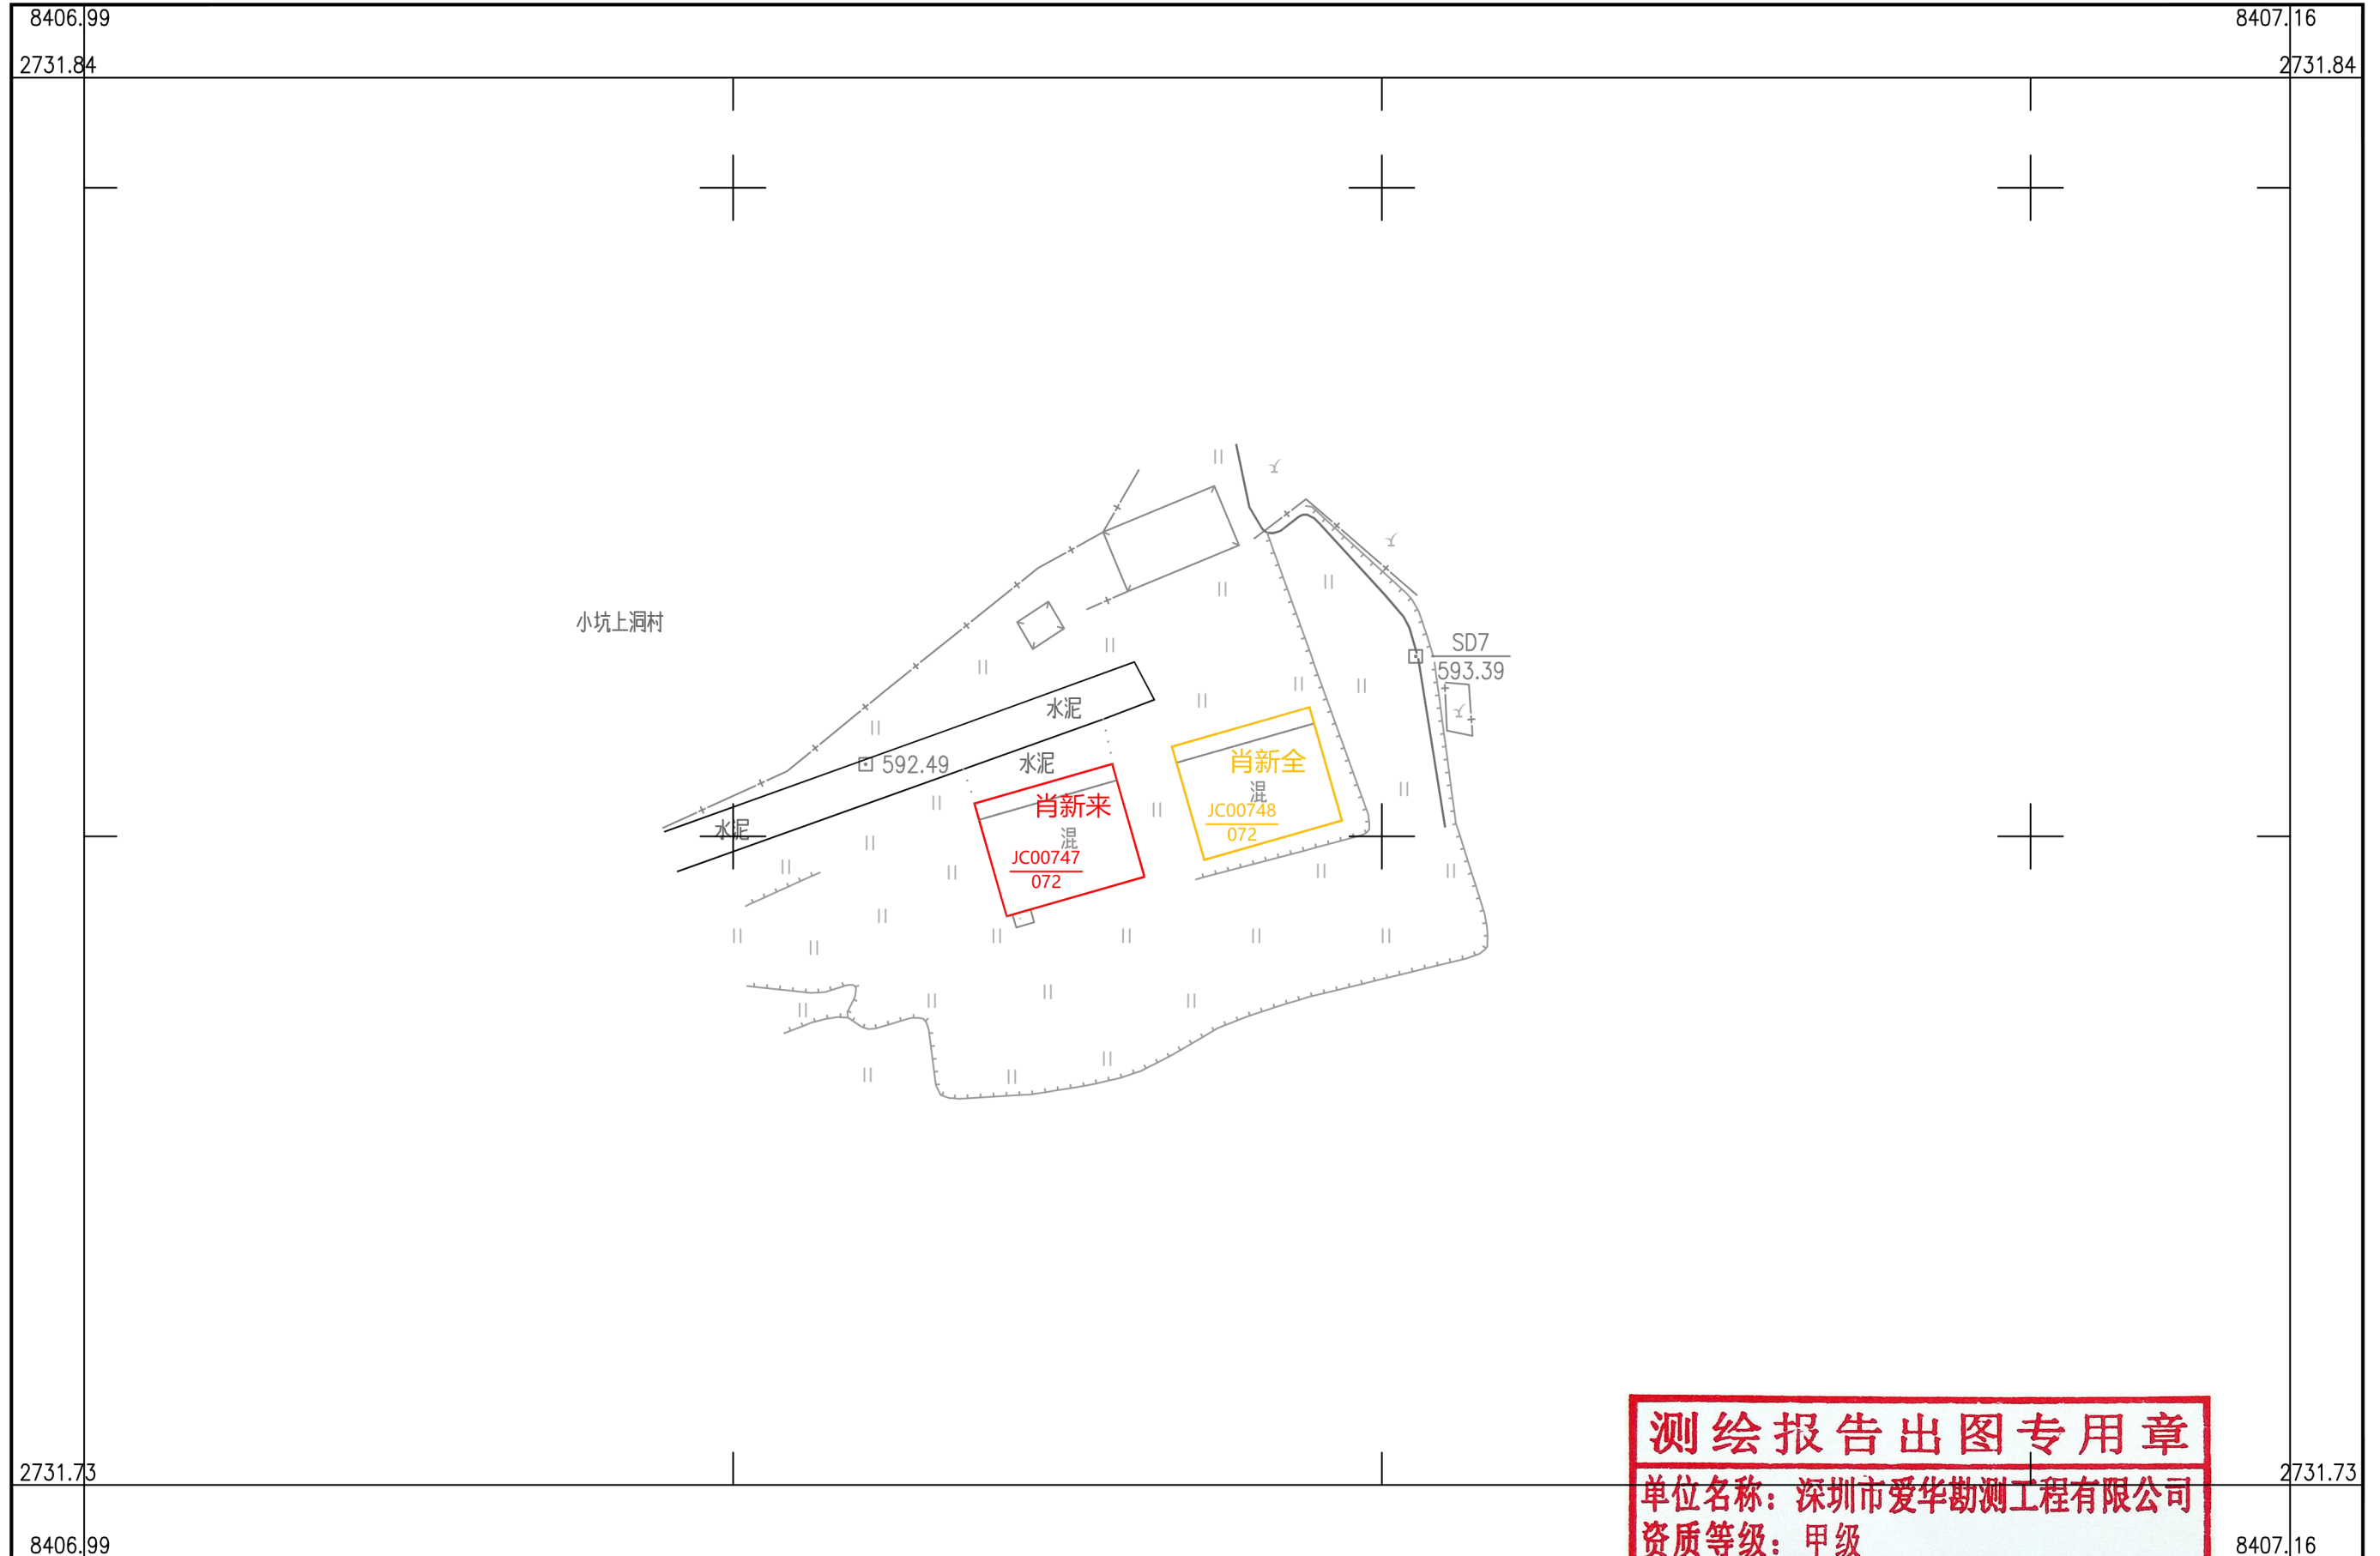 8406.99
8407.16
2731.84
2731.84
小坑上洞村
SD7
593.39
水泥
592.49
水泥
水泥
肖新全
混
JC00748
072
肖新来
混
JC00747
072
测绘报告出图专用章
2731.73
2731.73
单位名称：深圳市爱华勘测工程有限公司
资质等级：甲级
8406.99
8407.16